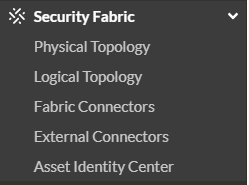 Security Fabric
Physical Topology
Logical Topology
Fabric Connectors
External Connectors
Asset Identity Center